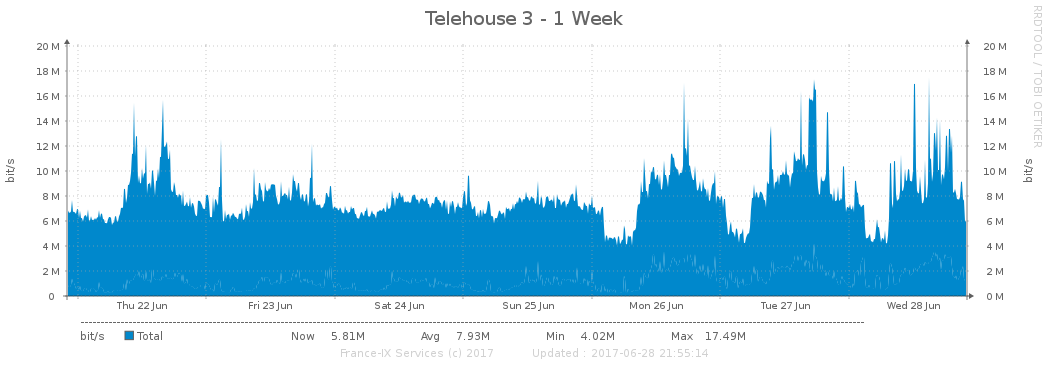 Telehouse 3 - 1 Week
RRDTOOL / TOBI OETIKER
bit/s
20 M 20 M
18 M 18 M
16 M 16 M
14 M 14 M
12 M 12 M
10 M 10 M
8 M 8 M
6 M 6 M
4 M 4 M
2 M 2 M
0 0 M
bit/s
Thu 22 Jun Fri 23 Jun Sat 24 Jun Sun 25 Jun Mon 26 Jun Tue 27 Jun Wed 28 Jun
bit/s Total Now 5.81M Avg 7.93M Min 4.02M Max 17.49M
France-IX Services (c) 2017 Updated : 2017-06-28 21:55:14